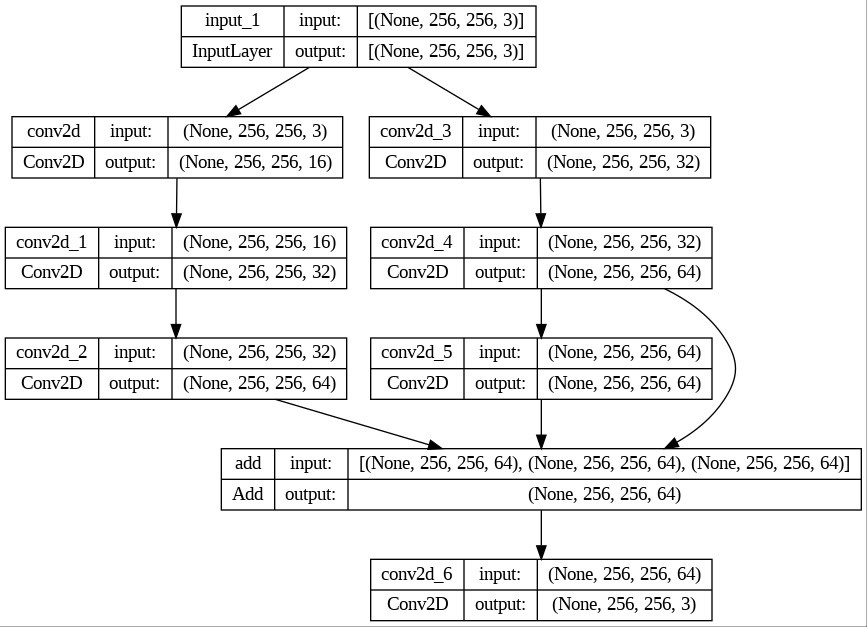 input_1 input: [(None, 256, 256, 3)]
InputLayer output: [(None, 256, 256, 3)]
conv2d input: (None, 256, 256, 3)
Conv2D output: (None, 256, 256, 16)
conv2d_3 input: (None, 256, 256, 3)
Conv2D output: (None, 256, 256, 32)
conv2d_1 input: (None, 256, 256, 16)
Conv2D output: (None, 256, 256, 32)
conv2d_4 input: (None, 256, 256, 32)
Conv2D output: (None, 256, 256, 64)
conv2d_2 input: (None, 256, 256, 32)
Conv2D output: (None, 256, 256, 64)
conv2d_5 input: (None, 256, 256, 64)
Conv2D output: (None, 256, 256, 64)
add input: [(None, 256, 256, 64), (None, 256, 256, 64), (None, 256, 256, 64)]
Add output: (None, 256, 256, 64)
conv2d_6 input: (None, 256, 256, 64)
Conv2D output: (None, 256, 256, 3)